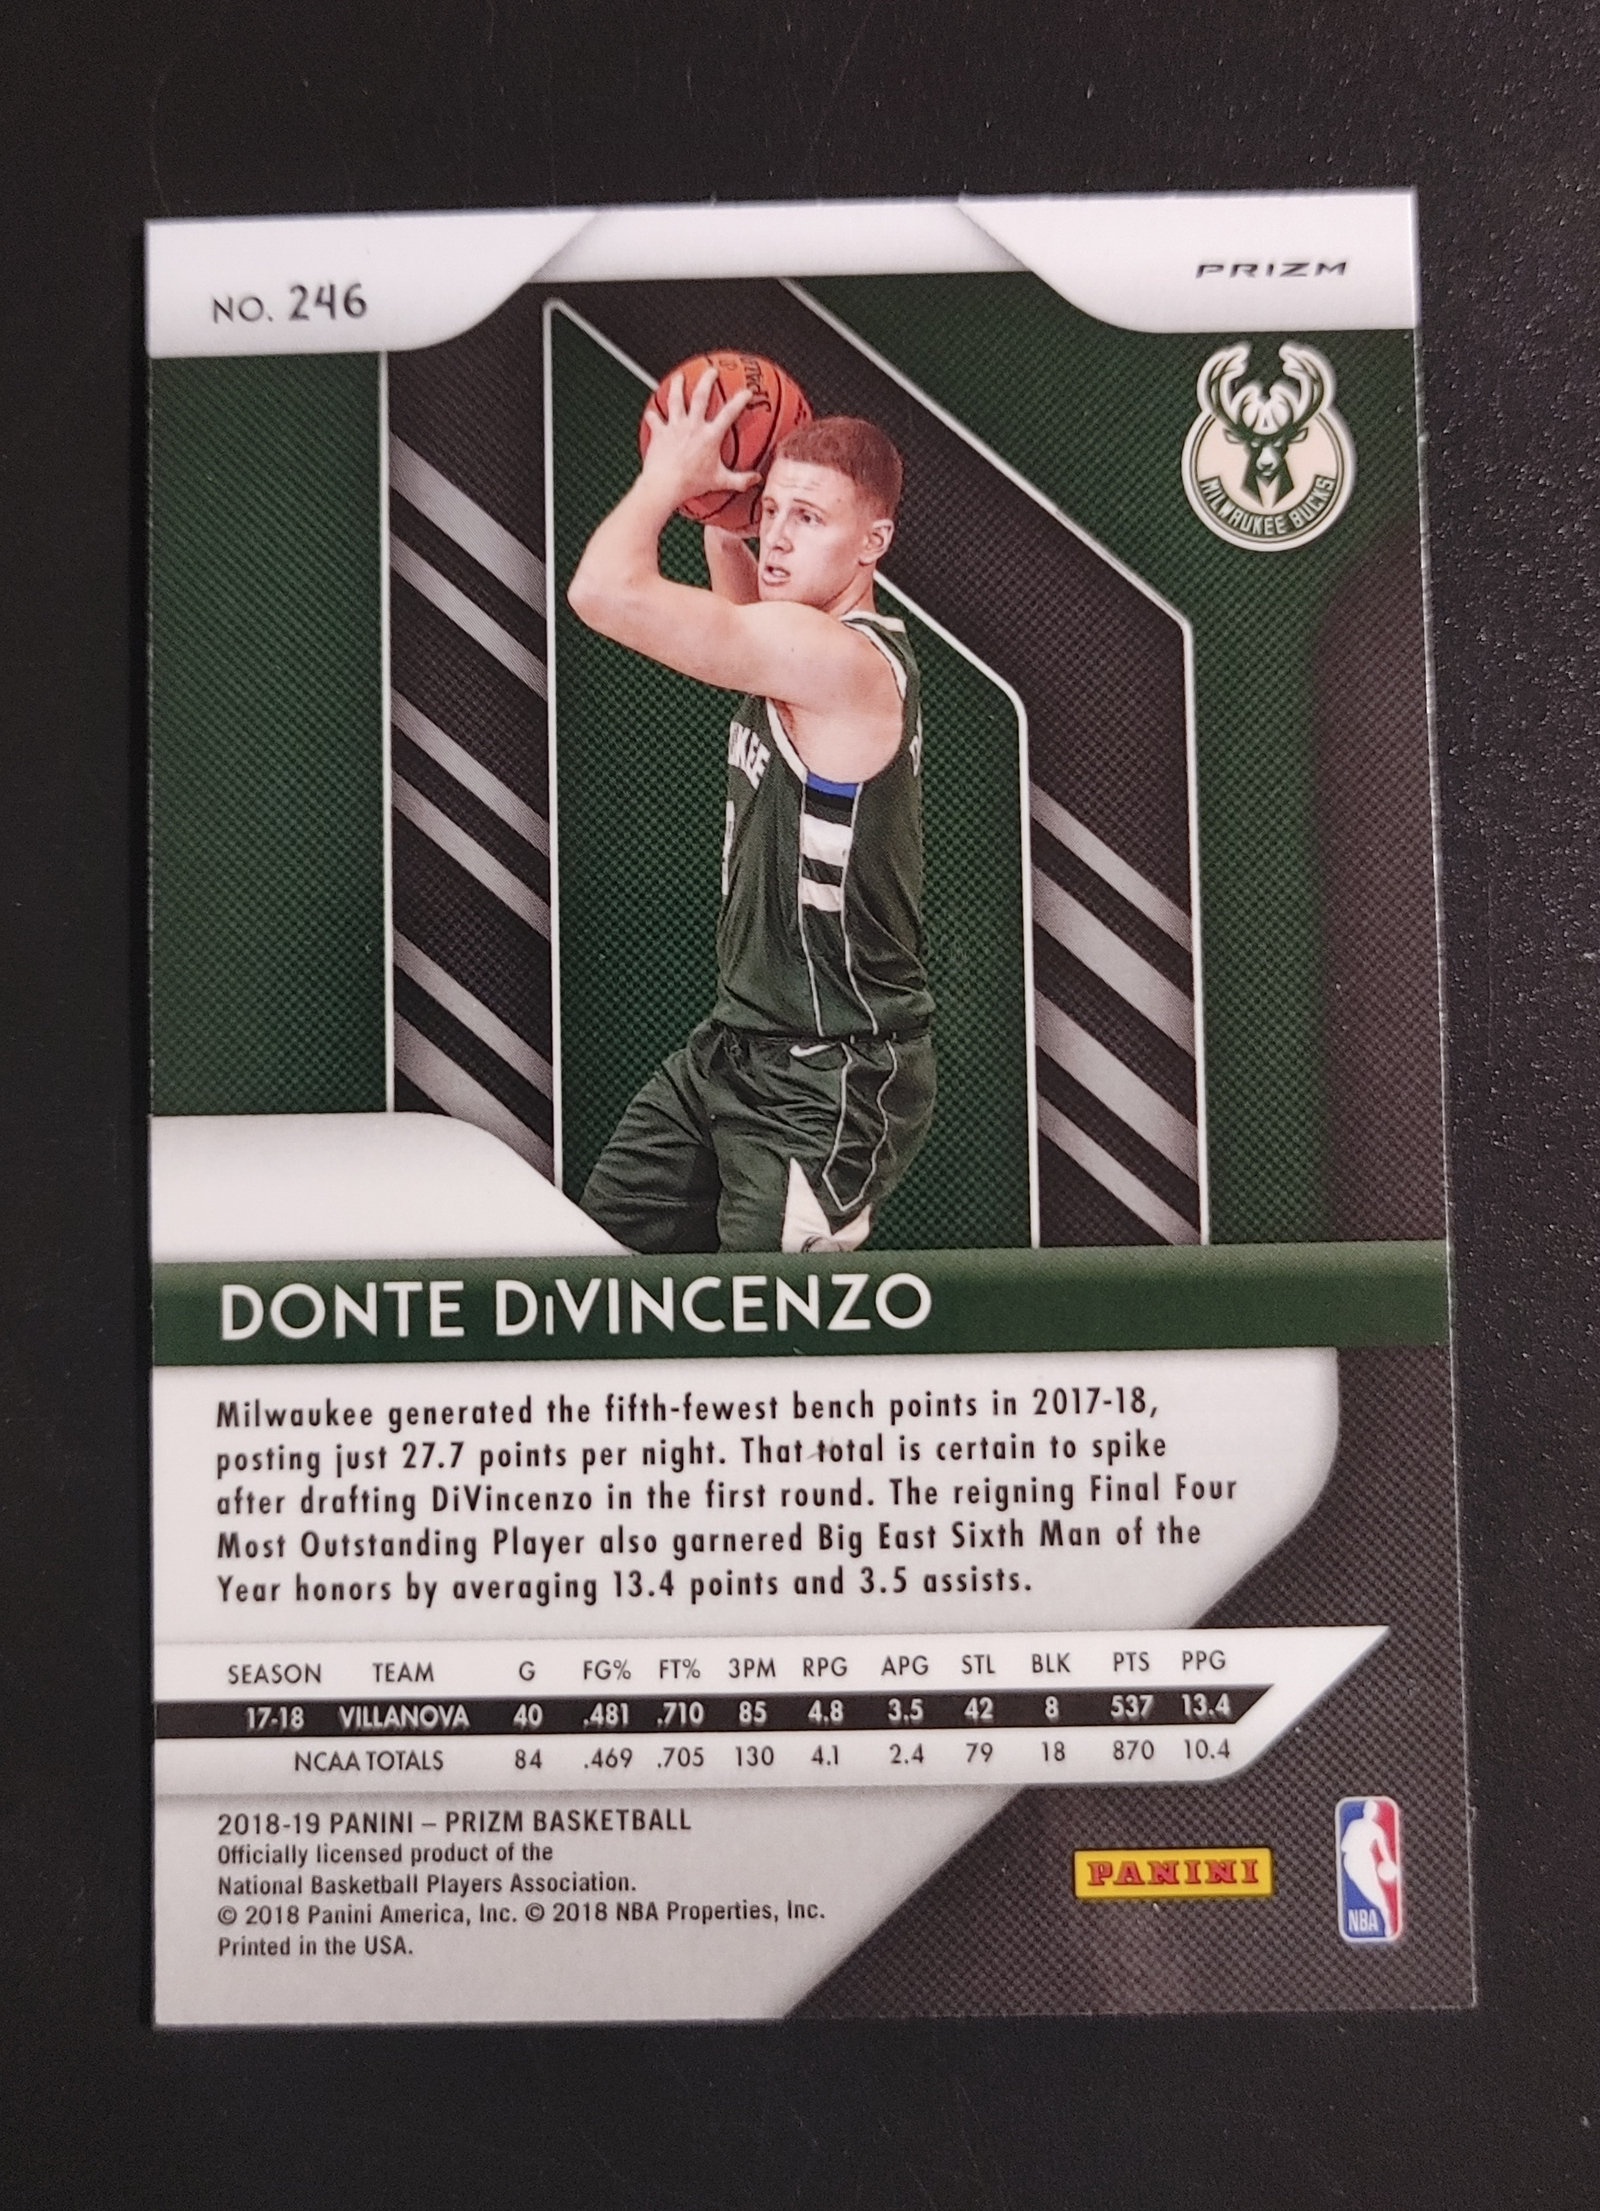 NO. 246
PRIZM
SPALD
MILWAUKEE BUCKS
UKEE
DONTE DiVINCENZO
Milwaukee generated the fifth-fewest bench points in 2017-18,
posting just 27.7 points per night. That total is certain to spike
after drafting DiVincenzo in the first round. The reigning Final Four
Most Outstanding Player also garnered Big East Sixth Man of the
Year honors by averaging 13.4 points and 3.5 assists.
SEASON TEAM G FG% FT% 3PM RPG APG STL BLK PTS PPG
17-18 VILLANOVA 40 .481 .710 85 4.8 3.5 42 8 537 13.4
NCAA TOTALS 84 .469 .705 130 4.1 2.4 79 18 870 10.4
2018-19 PANINI – PRIZM BASKETBALL
Officially licensed product of the
National Basketball Players Association.
© 2018 Panini America, Inc. © 2018 NBA Properties, Inc.
Printed in the USA.
PANINI
NBA